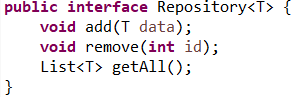 public interface Repository<T> {
    void add(T data);
    void remove(int id);
    List<T> getAll();
}